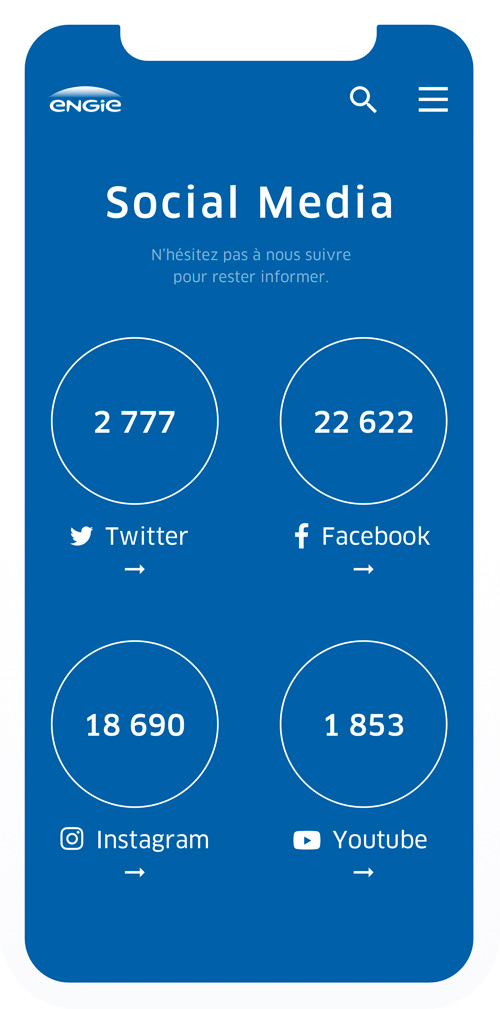 eNGie
Social Media
N'hésitez pas à nous suivre
pour rester informer.
2 777
22 622
Twitter
Facebook
18 690
1 853
Instagram
Youtube